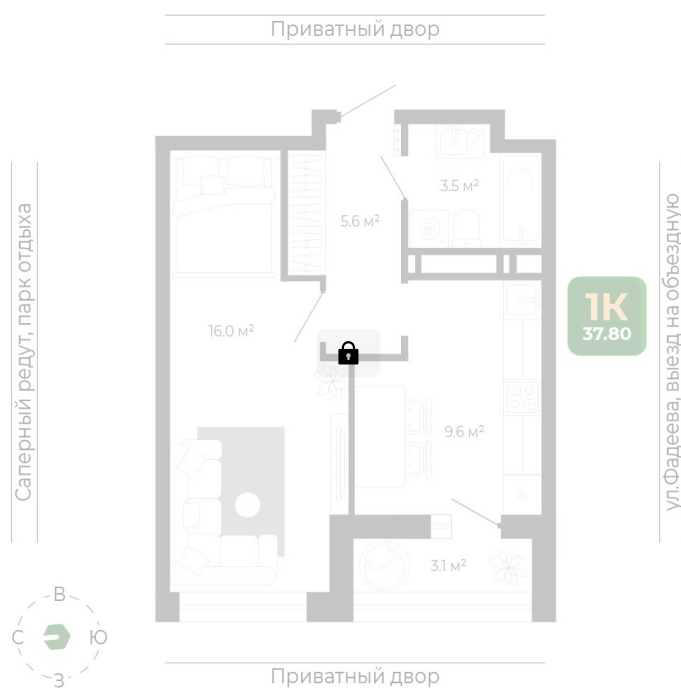 Приватный двор
Саперный редут, парк отдыха
ул.Фадеева, выезд на объездную
3.5 м²
5.6 м²
1К
37.80
16.0 м²
9.6 м²
3.1 м²
В
С
Ю
З
Приватный двор